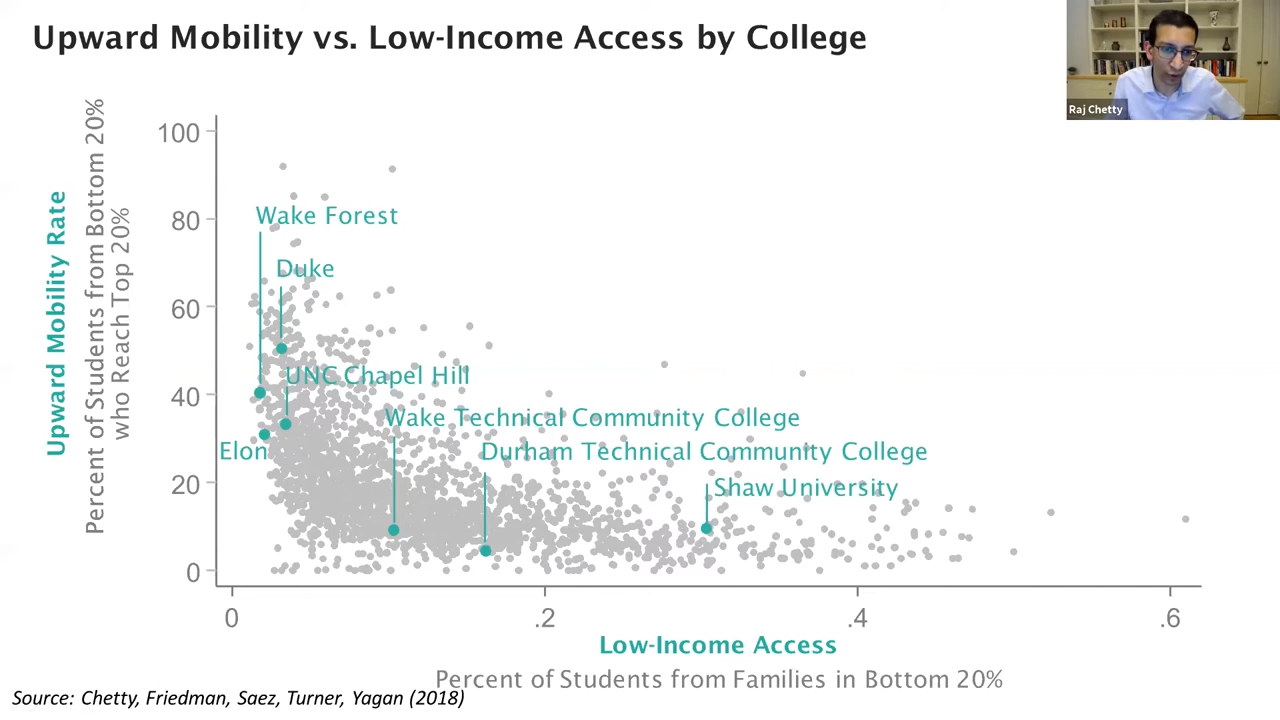 Upward Mobility vs. Low-Income Access by College
Raj Chetty
Upward Mobility Rate
Percent of Students from Bottom 20%
who Reach Top 20%
100
80
60
40
20
0
Wake Forest
Duke
UNC Chapel Hill
Wake Technical Community College
Elon
Durham Technical Community College
Shaw University
0
.2
.4
.6
Low-Income Access
Percent of Students from Families in Bottom 20%
Source: Chetty, Friedman, Saez, Turner, Yagan (2018)